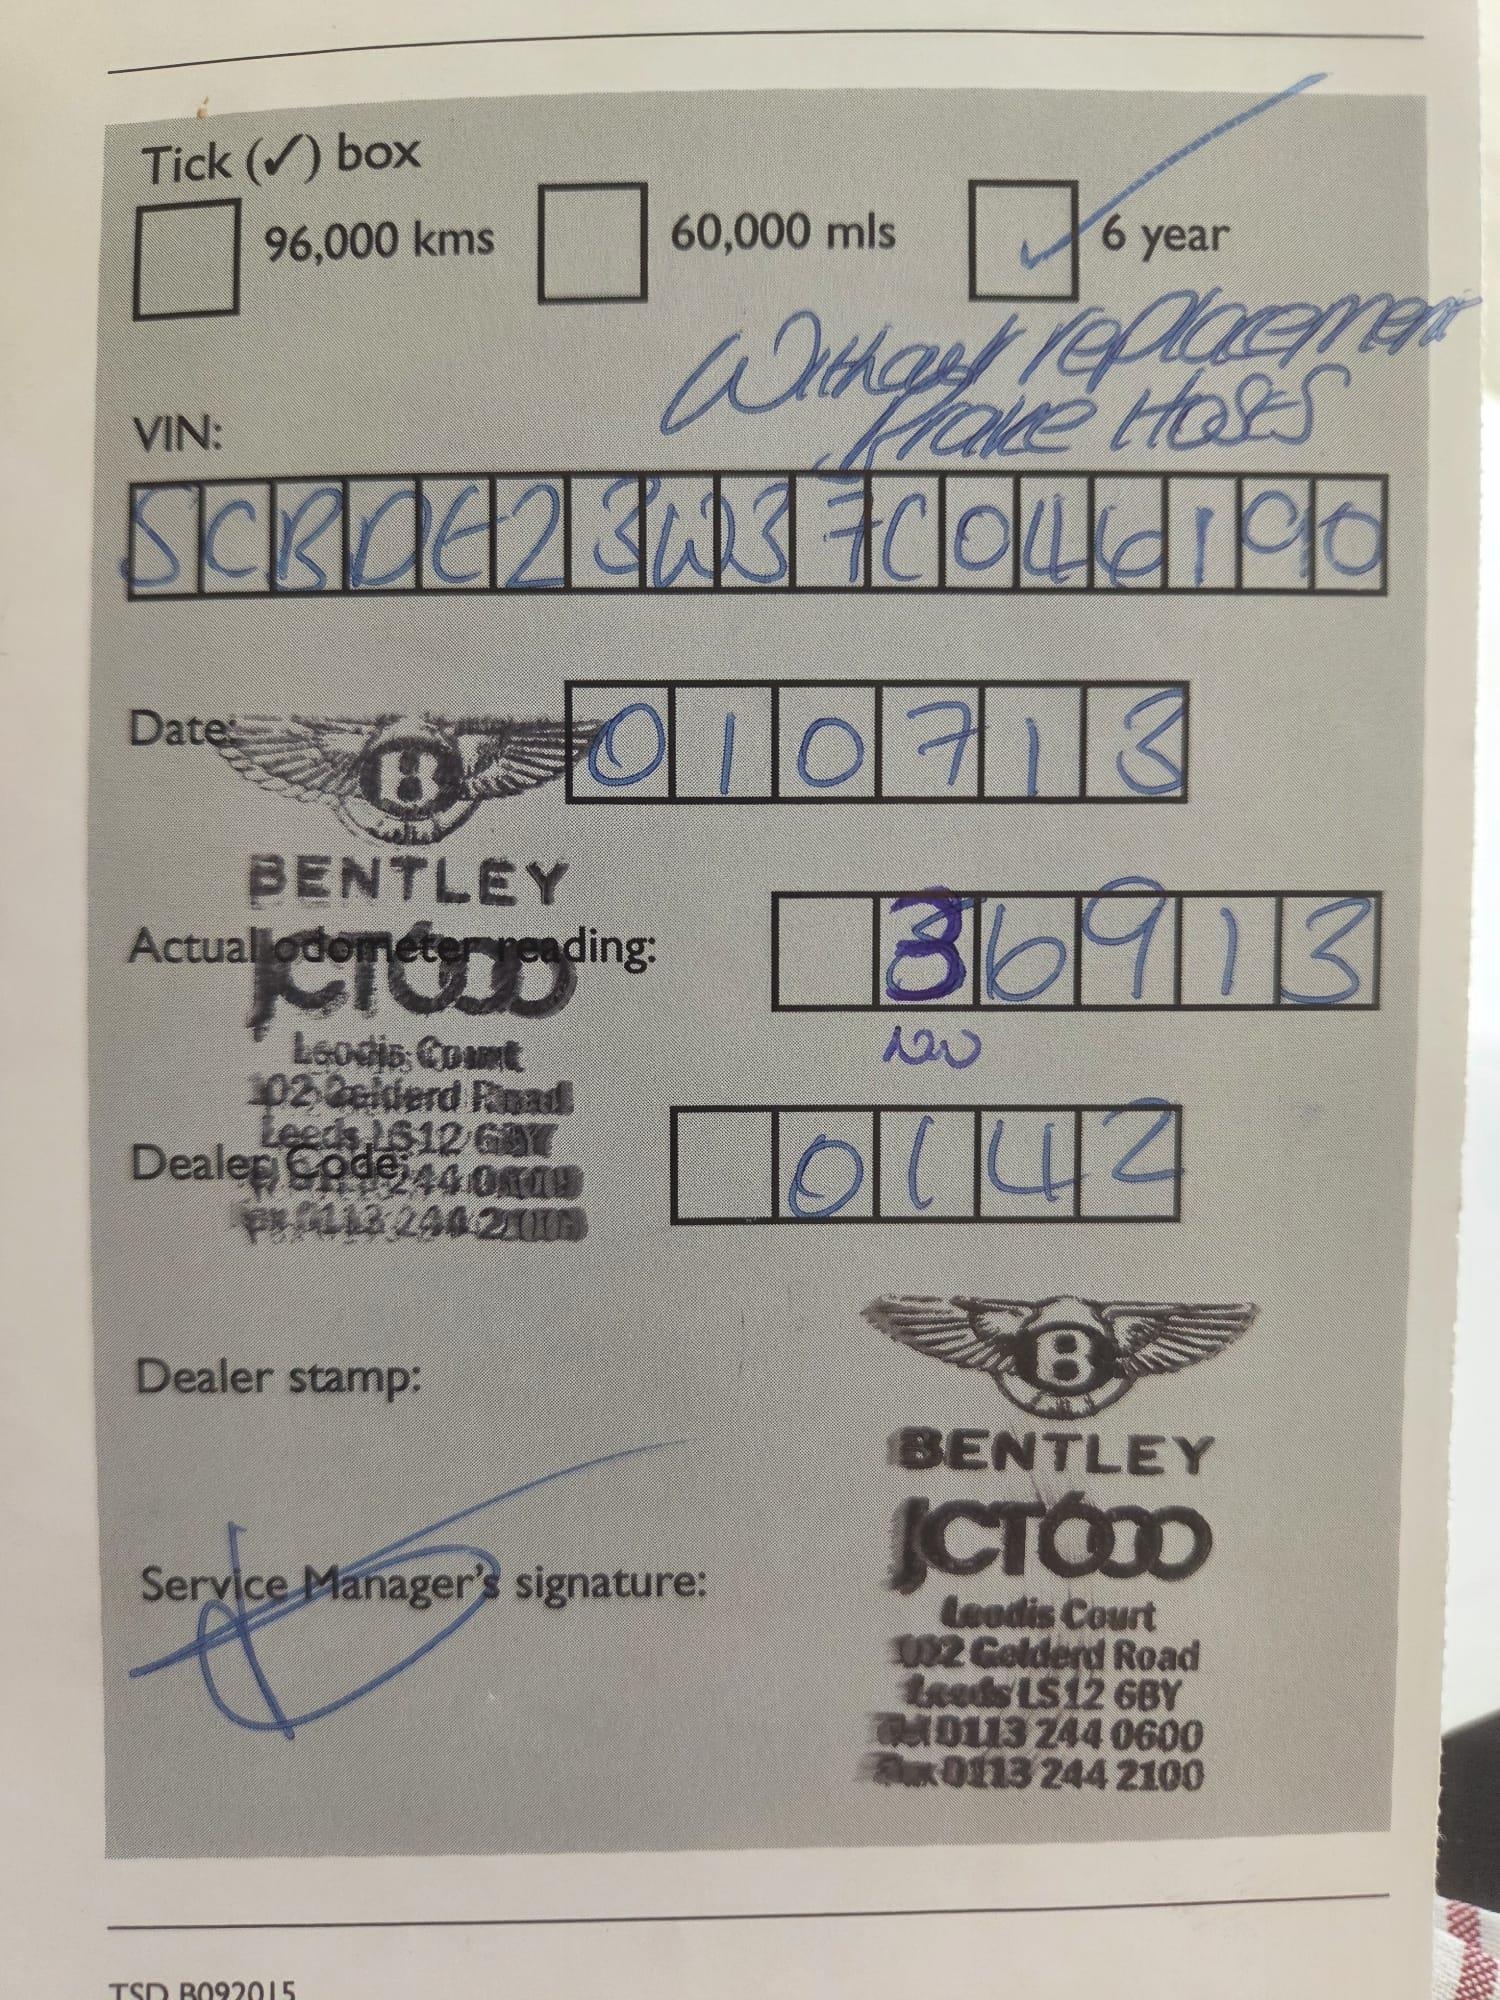 Tick (✓) box
96,000 kms 60,000 mls ✓ 6 year
Without replacement
Brake Hoses
VIN:
SCBDE23W37C046190
Date: 010713
BENTLEY
Actual odometer reading: 36913
JCT600
Leodis Court
102 Gelderd Road
Leeds LS12 6BY
Dealer Code: 0142
0113 244 2100
Dealer stamp:
BENTLEY
JCT600
Service Manager's signature:
Leodis Court
102 Gelderd Road
Leeds LS12 6BY
Tel 0113 244 0600
Fax 0113 244 2100
TSD B092015